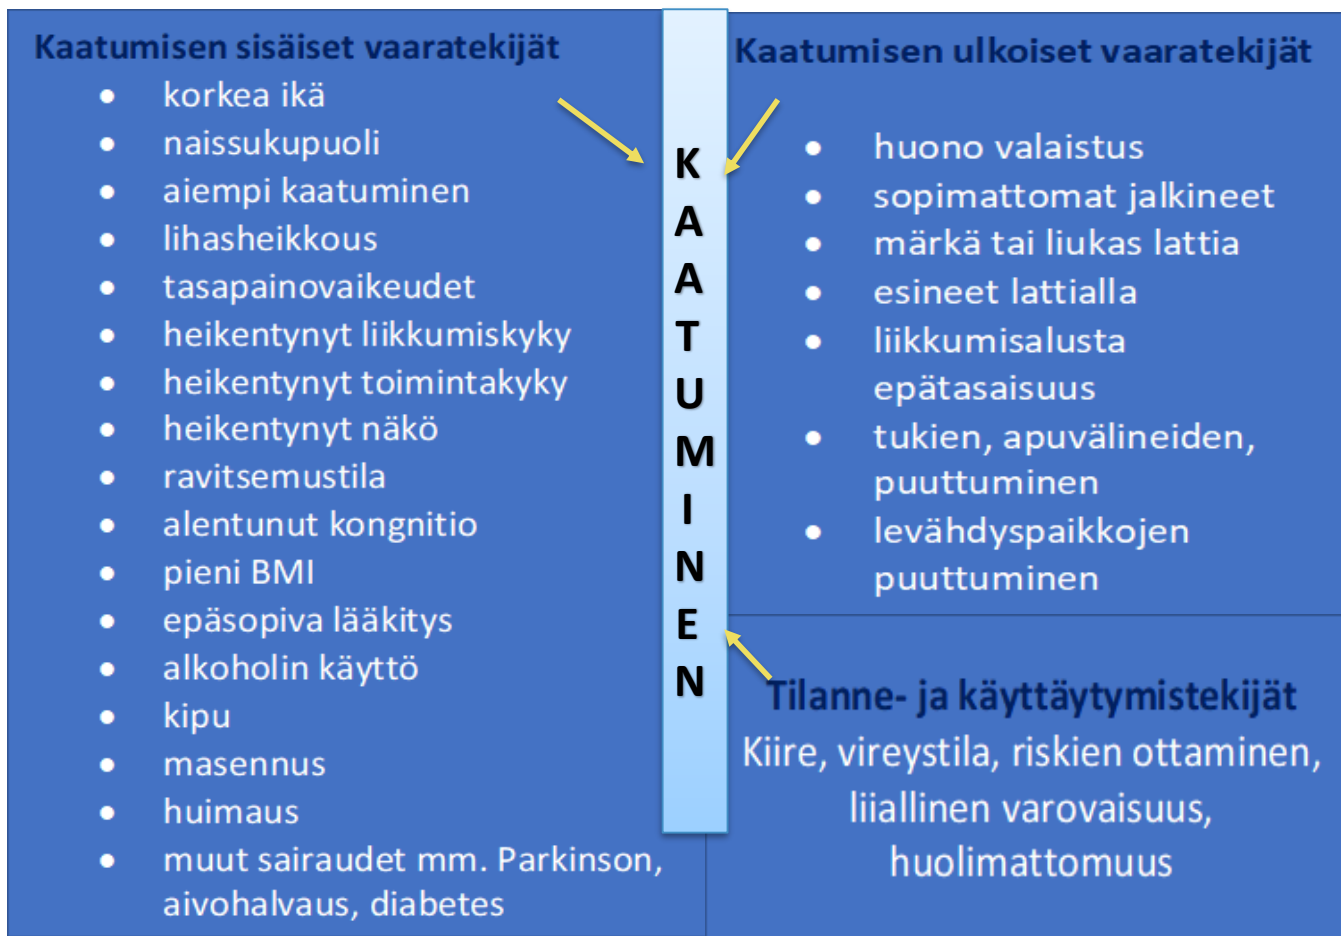 Kaatumisen sisäiset vaaratekijät
• korkea ikä
• naissukupuoli
• aiempi kaatuminen
• lihasheikkous
• tasapainovaikeudet
• heikentynyt liikkumiskyky
• heikentynyt toimintakyky
• heikentynyt näkö
• ravitsemustila
• alentunut kongnitio
• pieni BMI
• epäsopiva lääkitys
• alkoholin käyttö
• kipu
• masennus
• huimaus
• muut sairaudet mm. Parkinson,
aivohalvaus, diabetes
K
A
A
T
U
M
I
N
E
N
Kaatumisen ulkoiset vaaratekijät
• huono valaistus
• sopimattomat jalkineet
• märkä tai liukas lattia
• esineet lattialla
• liikkumisalusta
epätasaisuus
• tukien, apuvälineiden,
puuttuminen
• levähdyspaikkojen
puuttuminen
Tilanne- ja käyttäytymistekijät
Kiire, vireystila, riskien ottaminen,
liiallinen varovaisuus,
huolimattomuus